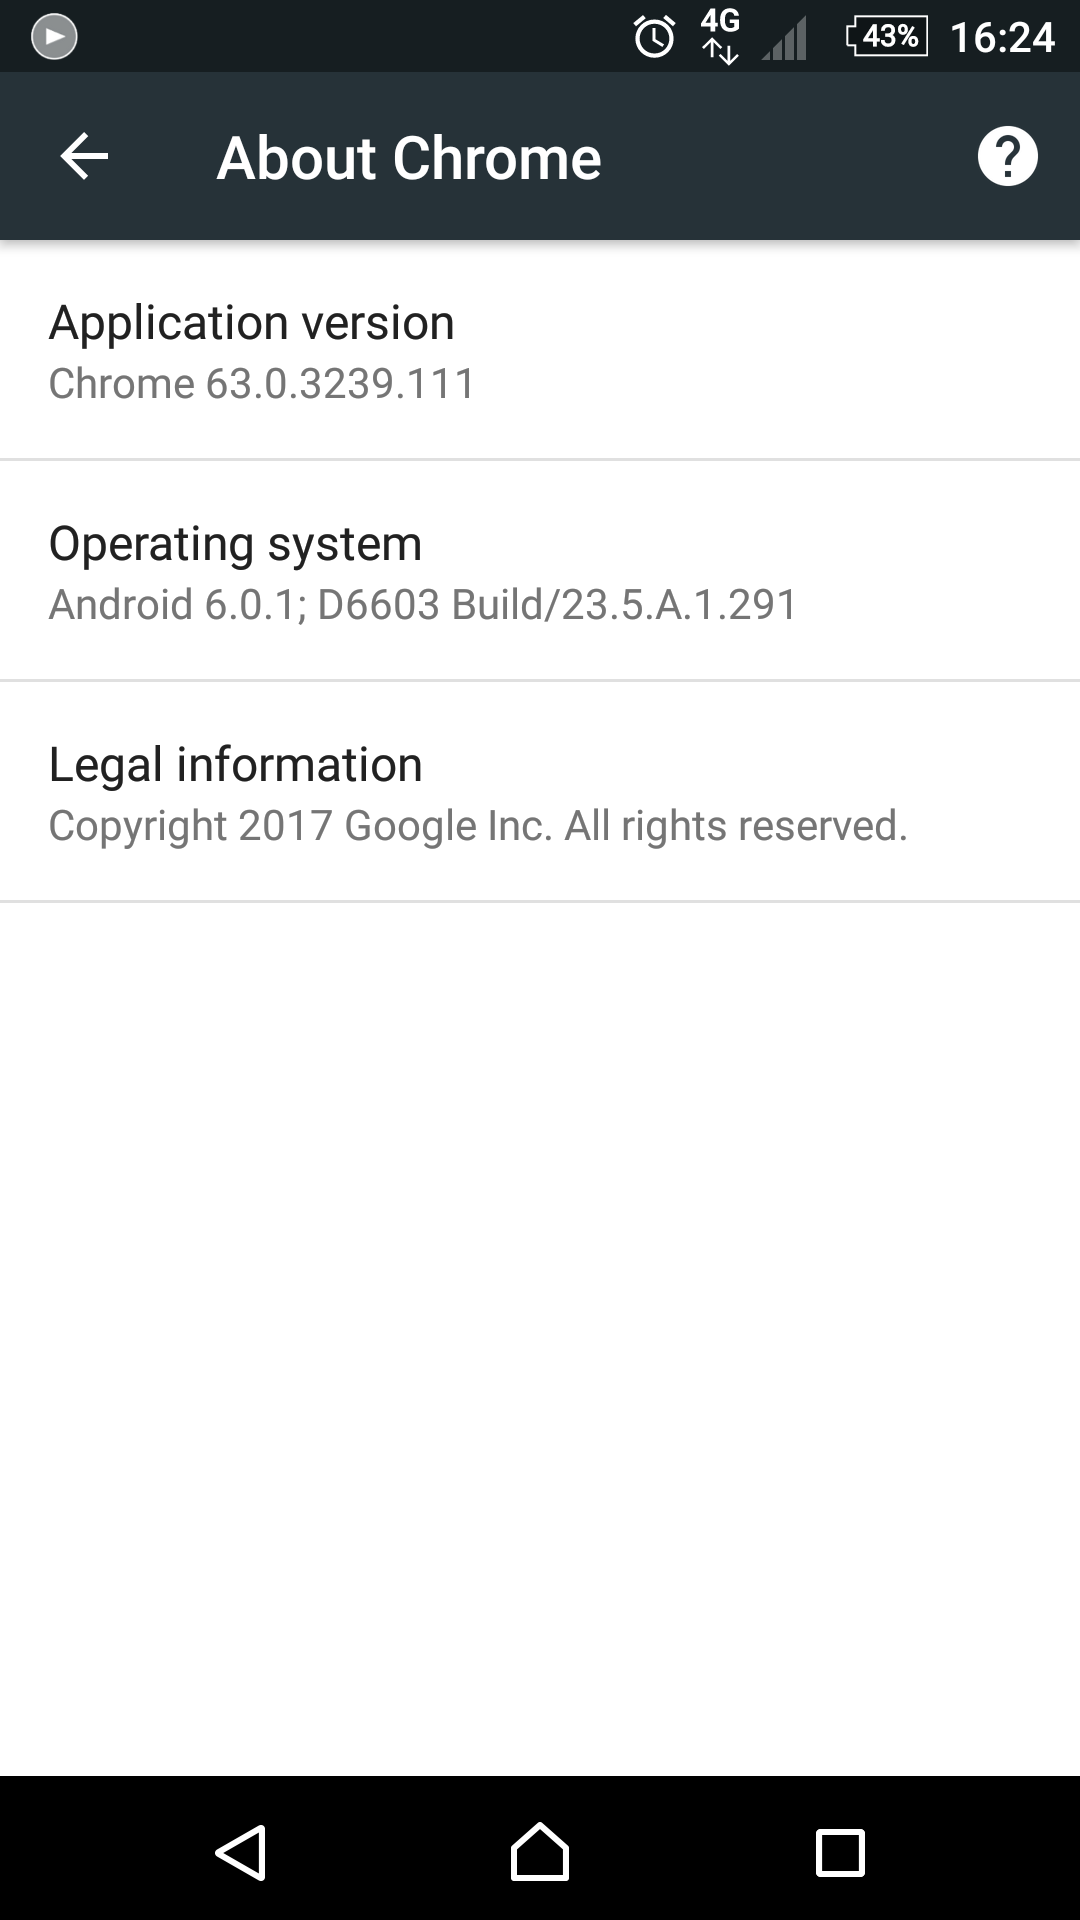 4G 43% 16:24
About Chrome
Application version
Chrome 63.0.3239.111
Operating system
Android 6.0.1; D6603 Build/23.5.A.1.291
Legal information
Copyright 2017 Google Inc. All rights reserved.